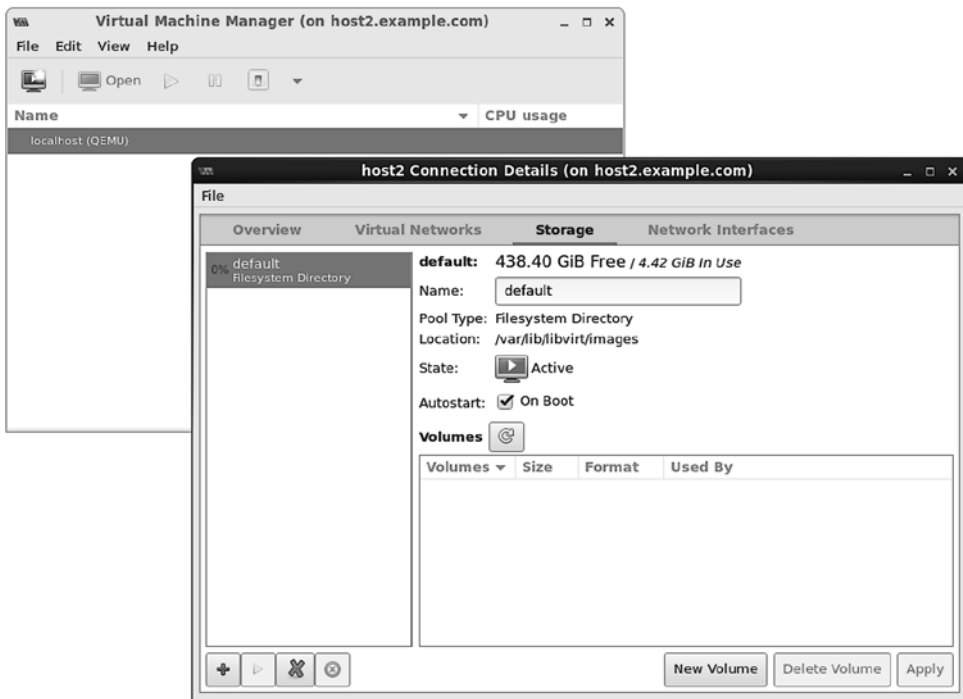 Virtual Machine Manager (on host2.example.com)
File Edit View Help
Open
Name CPU usage
localhost (QEMU)
host2 Connection Details (on host2.example.com)
File
Overview Virtual Networks Storage Network Interfaces
0% default
Filesystem Directory
default: 438.40 GiB Free / 4.42 GiB In Use
Name: default
Pool Type: Filesystem Directory
Location: /var/lib/libvirt/images
State: Active
Autostart: On Boot
Volumes
Volumes Size Format Used By
New Volume Delete Volume Apply